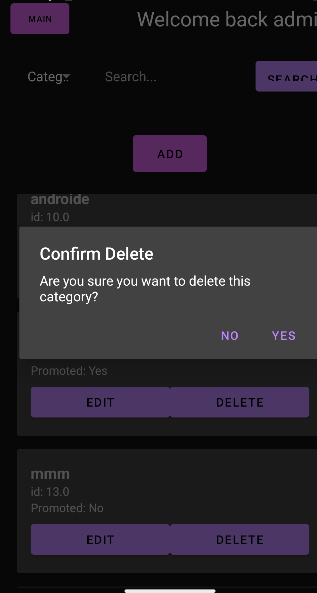 MAIN
Welcome back admi
Categ
Search...
SEARCH
ADD
androide
id: 10.0
Confirm Delete
Are you sure you want to delete this
category?
NO
YES
Promoted: Yes
EDIT
DELETE
mmm
id: 13.0
Promoted: No
EDIT
DELETE